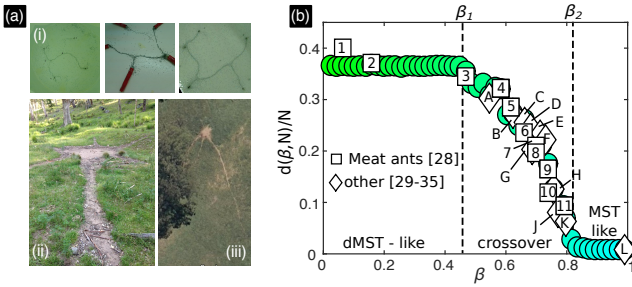 (a)
(i)
(ii)
(iii)
(b)
β1
β2
d(β,N)/N
0.4
0.3
0.2
0.1
0
1
2
3
4
5
6
7
8
9
10
11
A
B
C
D
E
F
G
H
J
K
L
Meat ants [28]
other [29-35]
dMST - like
crossover
MST
like
0 0.2 0.4 0.6 0.8 1
β